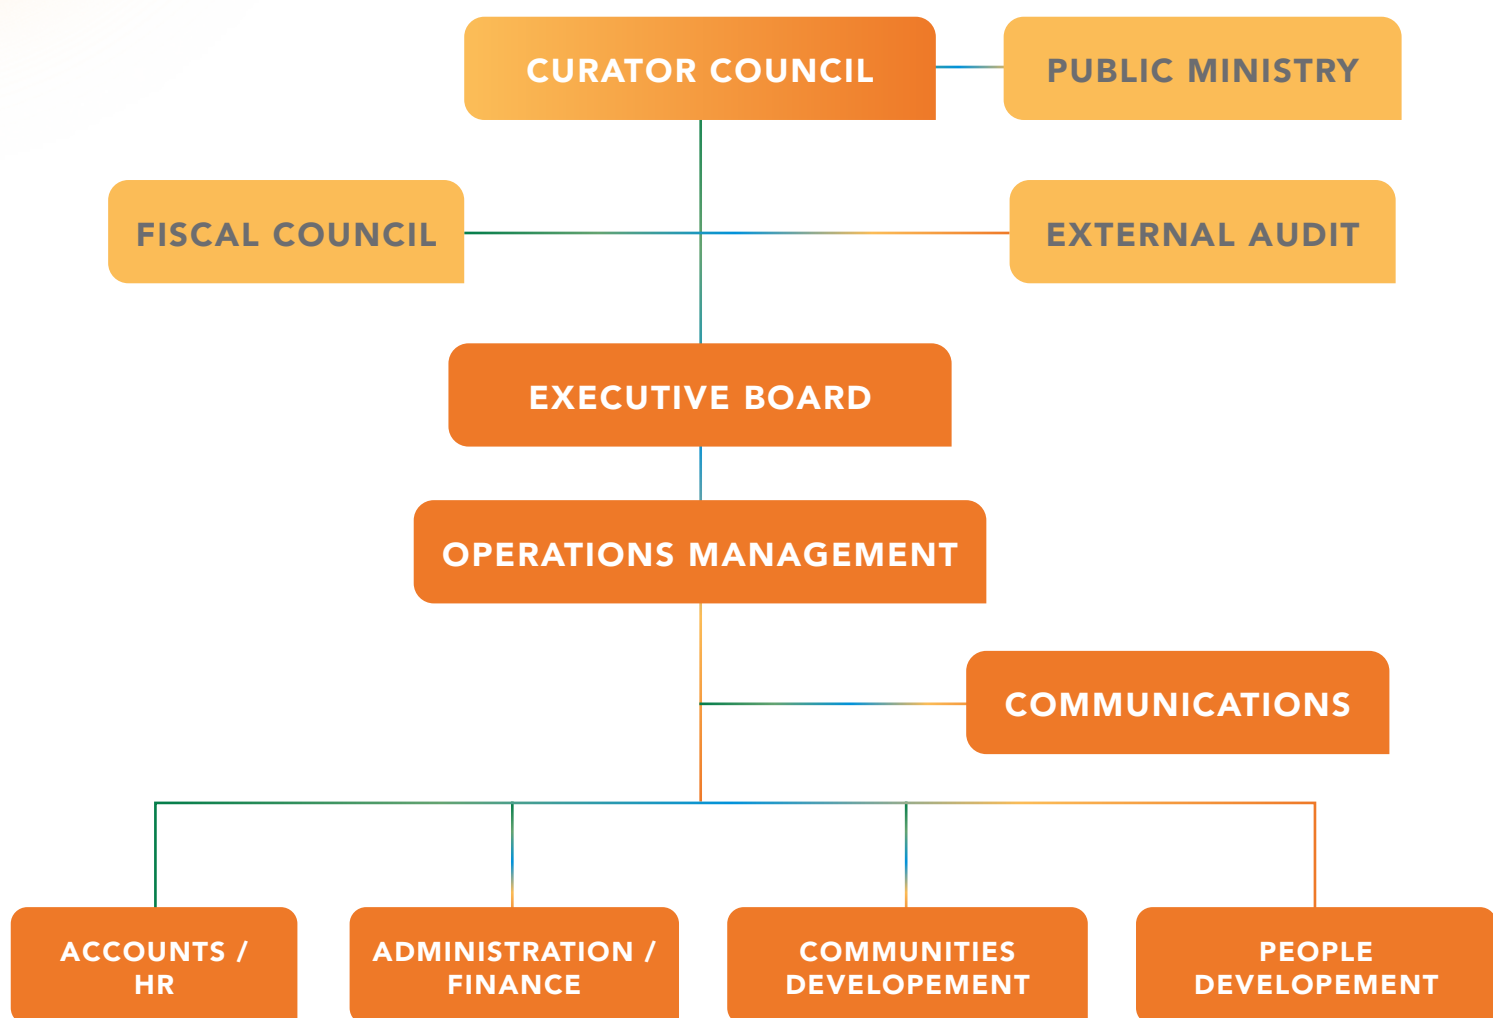 CURATOR COUNCIL
PUBLIC MINISTRY
FISCAL COUNCIL
EXTERNAL AUDIT
EXECUTIVE BOARD
OPERATIONS MANAGEMENT
COMMUNICATIONS
ACCOUNTS /
HR
ADMINISTRATION /
FINANCE
COMMUNITIES
DEVELOPEMENT
PEOPLE
DEVELOPEMENT